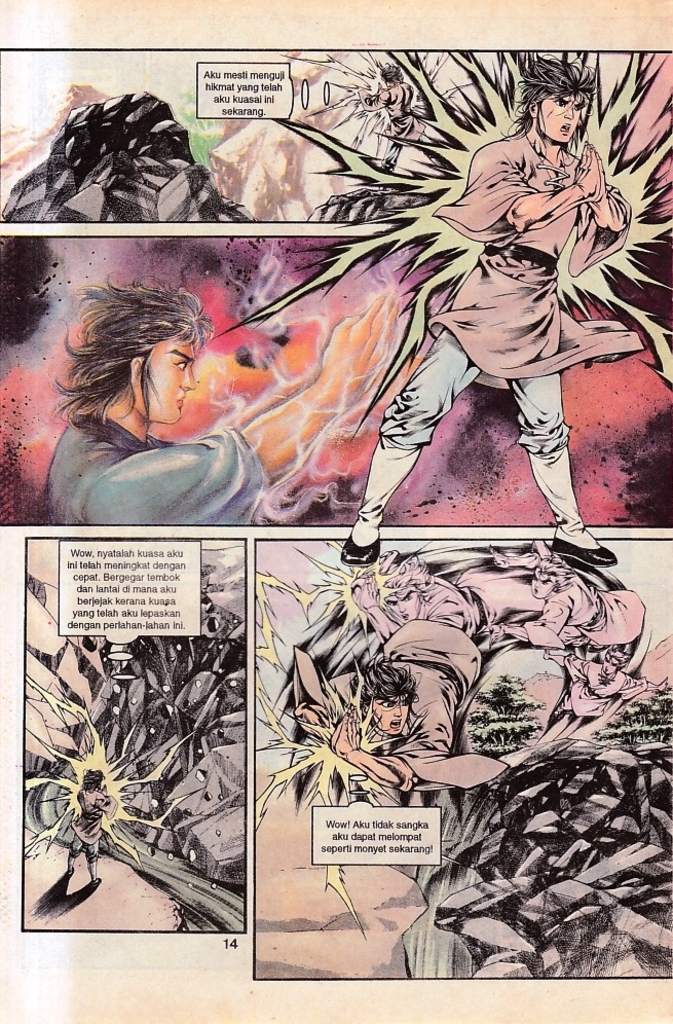 Aku mesti menguji
hikmat yang telah
aku kuasai ini
sekarang.
Wow, nyatalah kuasa aku
ini telah meningkat dengan
cepat. Bergegar tembok
dan lantai di mana aku
berjejak kerana kuasa
yang telah aku lepaskan
dengan perlahan-lahan ini.
Wow! Aku tidak sangka
aku dapat melompat
seperti monyet sekarang!
14